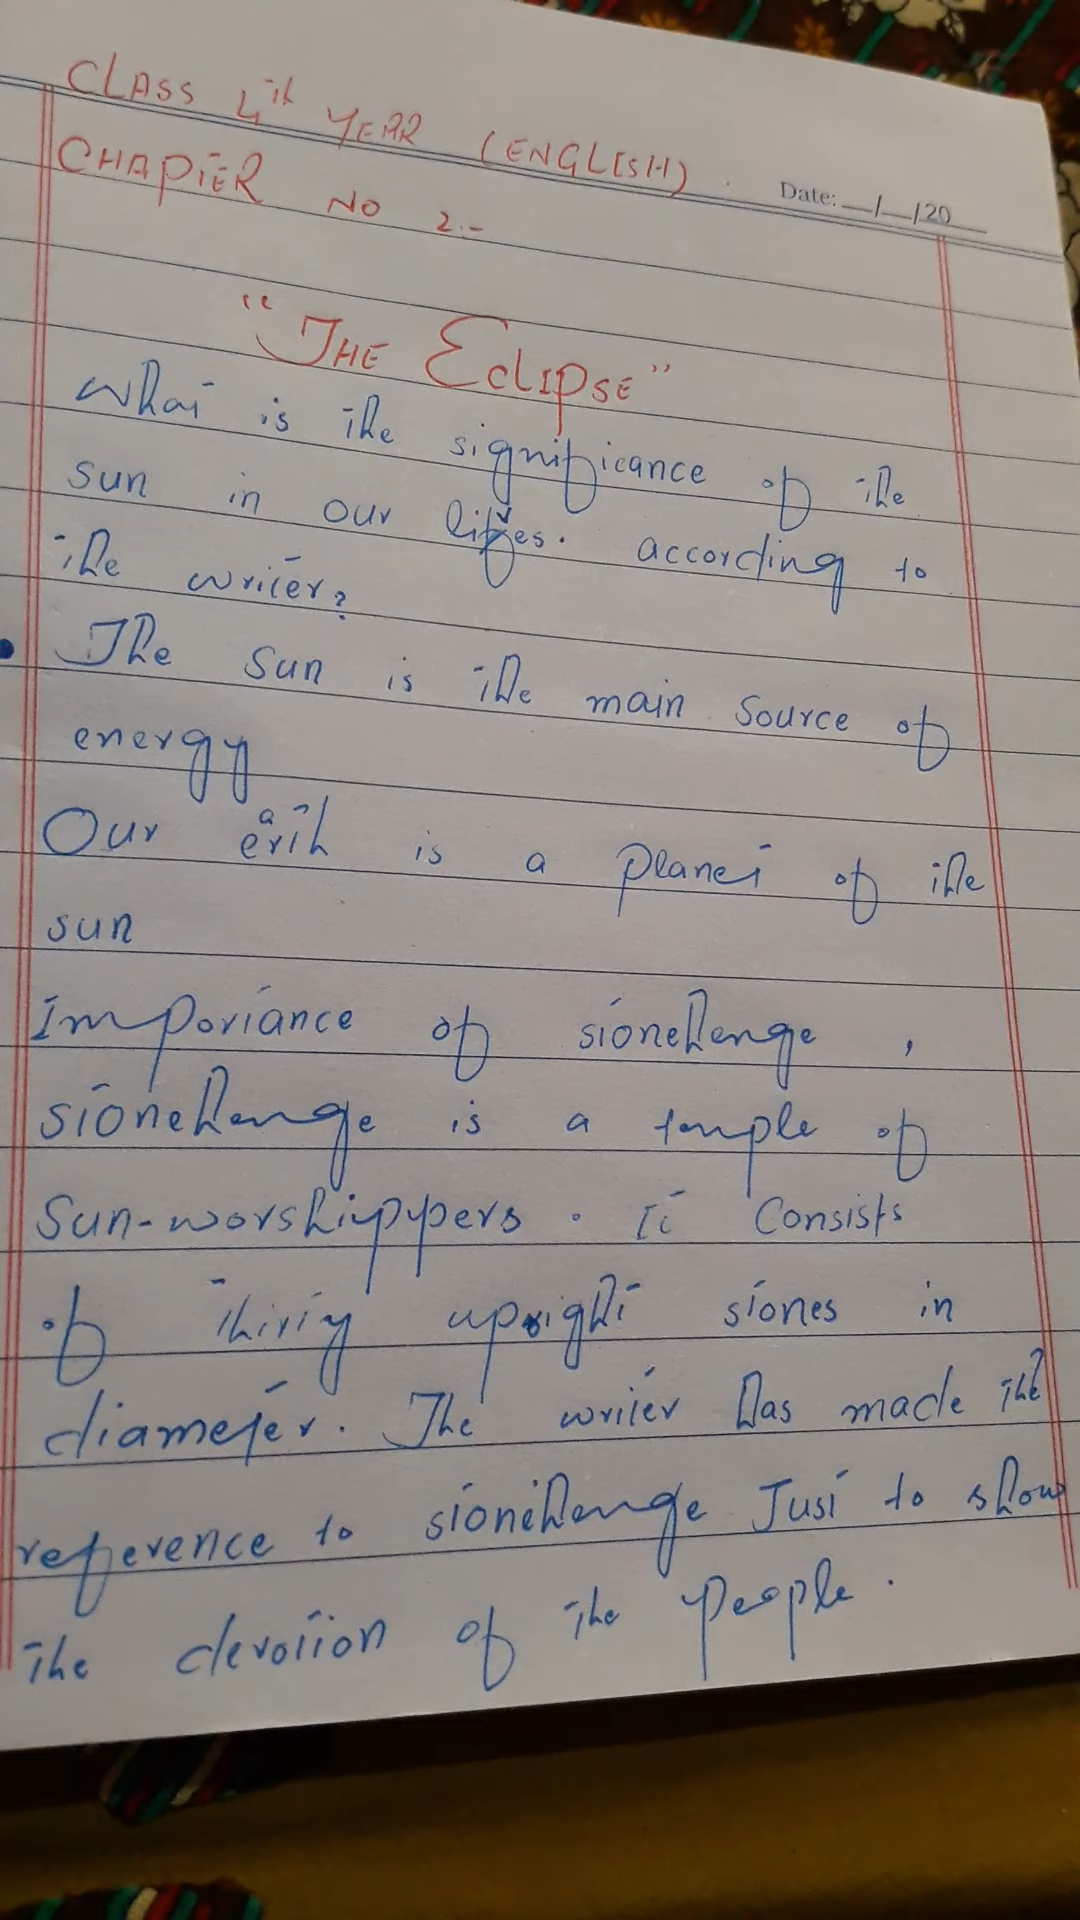 CLASS 4th YEAR (ENGLISH).
Date: __/__/20__
CHAPTER NO 2.-
"THE EclIPSE"
what is the significance of the
sun in our lives. according to
the writer?
The sun is the main source of
energy
Our earth is a planet of the
sun
Importance of stonehenge,
stonehenge is a temple of
Sun-worshippers. It Consists
of thirty upright stones in
diameter. The writer has made the
reference to stonehenge Just to show
the devotion of the people.